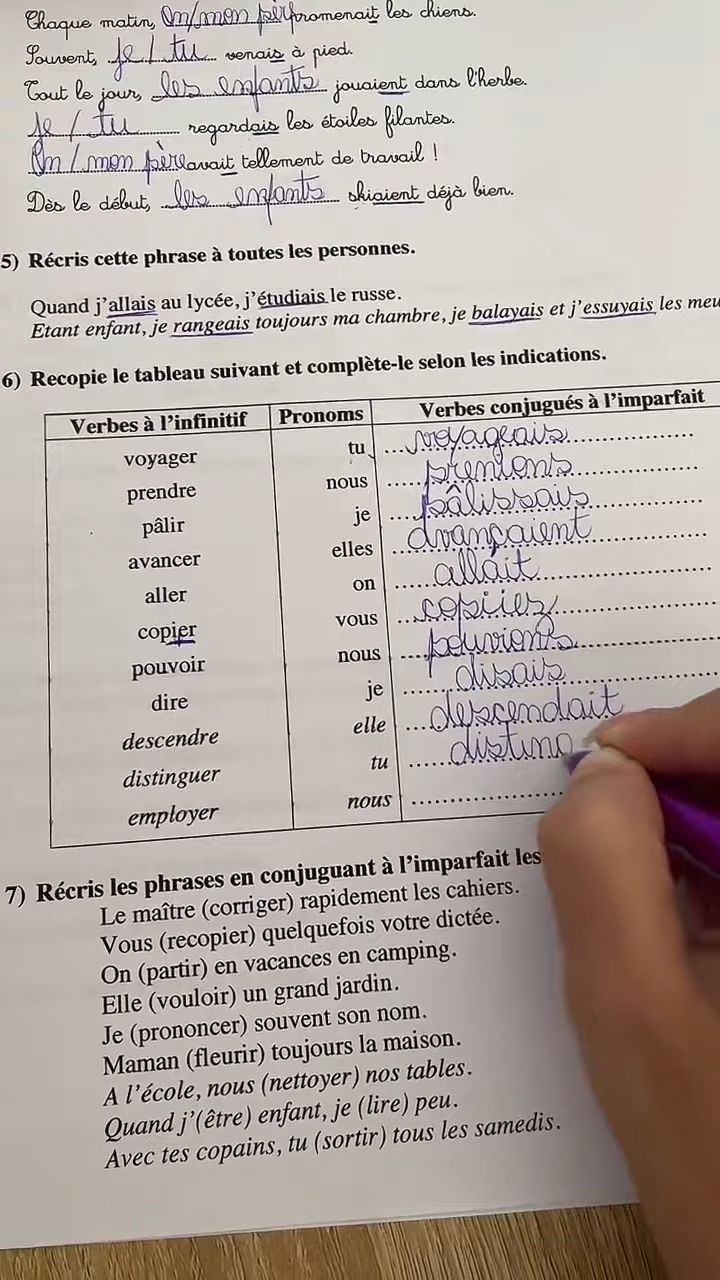 Chaque matin, On/mon père promenait les chiens.
Souvent, je / tu venais à pied.
Tout le jour, les enfants jouaient dans l'herbe.
Je / tu regardais les étoiles filantes.
On / mon père avait tellement de travail !
Dès le début, les enfants skiaient déjà bien.
5) Récris cette phrase à toutes les personnes.
Quand j'allais au lycée, j'étudiais le russe.
Etant enfant, je rangeais toujours ma chambre, je balayais et j'essuyais les meu
6) Recopie le tableau suivant et complète-le selon les indications.
Verbes à l'infinitif Pronoms Verbes conjugués à l'imparfait
voyager tu voyageais
prendre nous prenions
pâlir je pâlissais
avancer elles avançaient
aller on allait
copier vous copiiez
pouvoir nous pouvions
dire je disais
descendre elle descendait
distinguer tu disting
employer nous
7) Récris les phrases en conjuguant à l'imparfait les
Le maître (corriger) rapidement les cahiers.
Vous (recopier) quelquefois votre dictée.
On (partir) en vacances en camping.
Elle (vouloir) un grand jardin.
Je (prononcer) souvent son nom.
Maman (fleurir) toujours la maison.
A l'école, nous (nettoyer) nos tables.
Quand j'(être) enfant, je (lire) peu.
Avec tes copains, tu (sortir) tous les samedis.